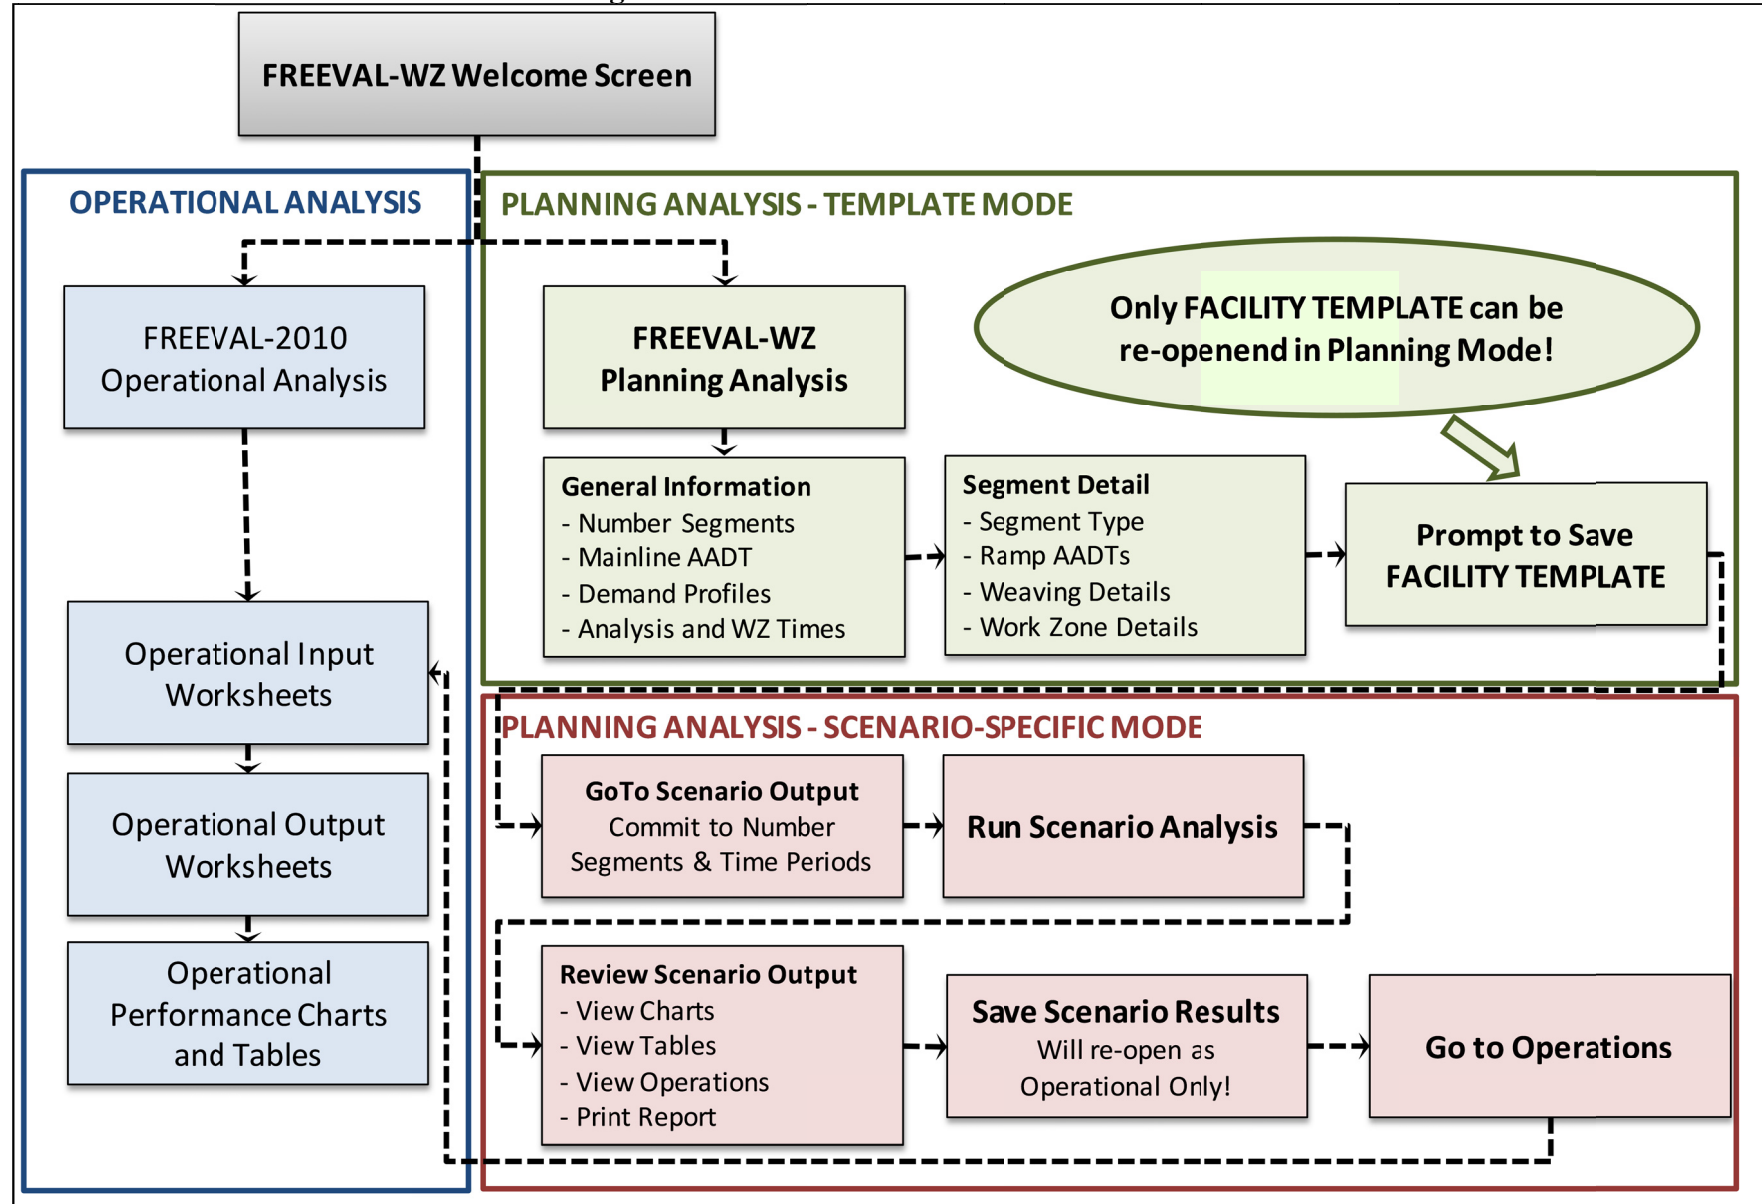 FREEVAL-WZ Welcome Screen
OPERATIONAL ANALYSIS
FREEVAL-2010
Operational Analysis
Operational Input
Worksheets
Operational Output
Worksheets
Operational
Performance Charts
and Tables
PLANNING ANALYSIS - TEMPLATE MODE
FREEVAL-WZ
Planning Analysis
Only FACILITY TEMPLATE can be
re-openend in Planning Mode!
General Information
- Number Segments
- Mainline AADT
- Demand Profiles
- Analysis and WZ Times
Segment Detail
- Segment Type
- Ramp AADTs
- Weaving Details
- Work Zone Details
Prompt to Save
FACILITY TEMPLATE
PLANNING ANALYSIS - SCENARIO-SPECIFIC MODE
GoTo Scenario Output
Commit to Number
Segments & Time Periods
Run Scenario Analysis
Review Scenario Output
- View Charts
- View Tables
- View Operations
- Print Report
Save Scenario Results
Will re-open as
Operational Only!
Go to Operations